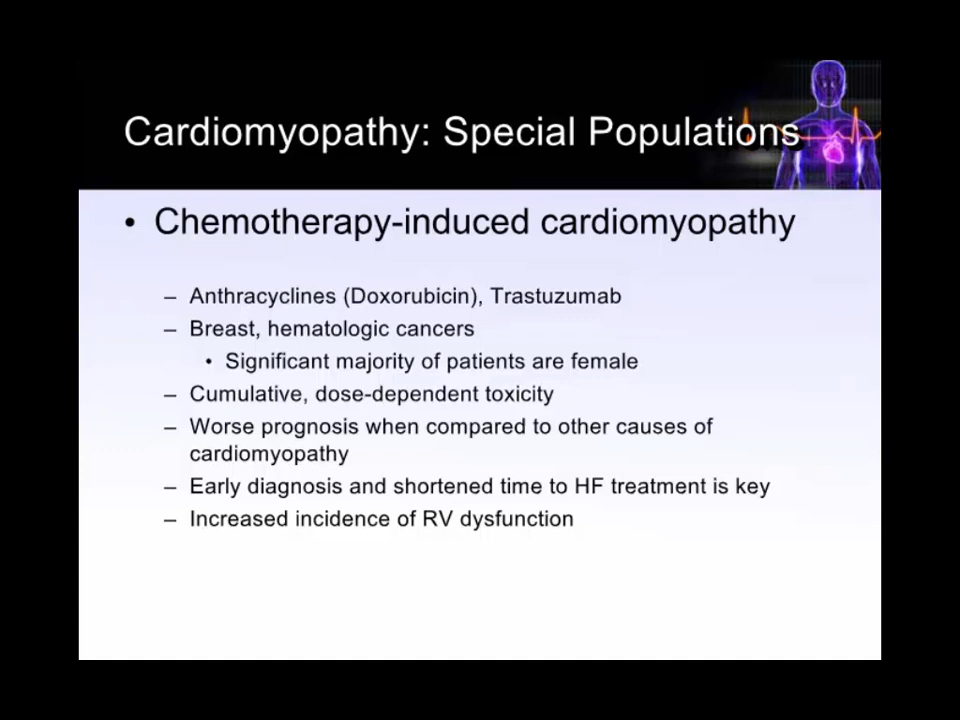 Cardiomyopathy: Special Populations
• Chemotherapy-induced cardiomyopathy
– Anthracyclines (Doxorubicin), Trastuzumab
– Breast, hematologic cancers
• Significant majority of patients are female
– Cumulative, dose-dependent toxicity
– Worse prognosis when compared to other causes of
cardiomyopathy
– Early diagnosis and shortened time to HF treatment is key
– Increased incidence of RV dysfunction